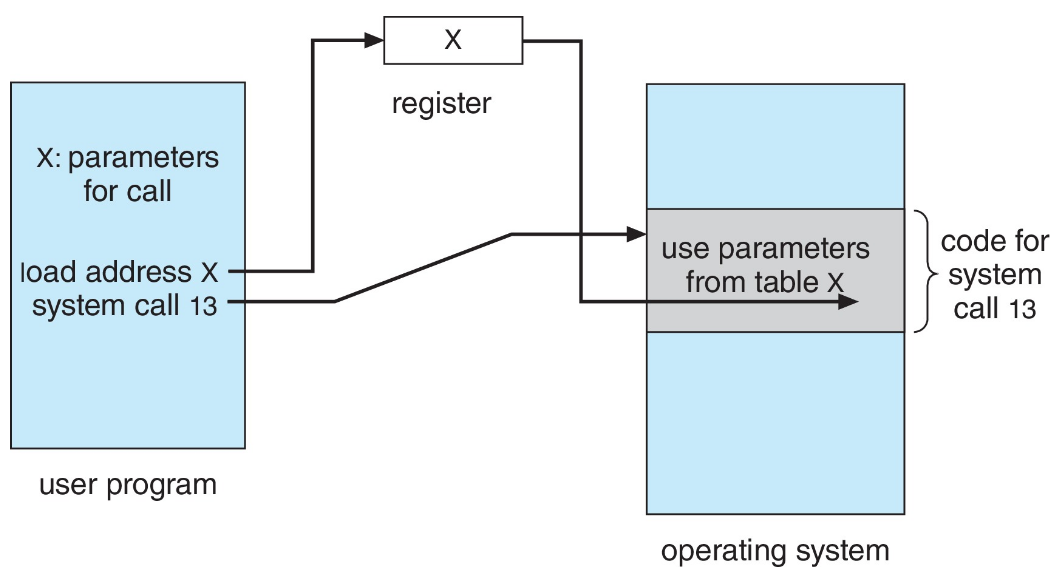 X
register
X: parameters
for call
load address X
system call 13
user program
use parameters
from table X
code for
system
call 13
operating system